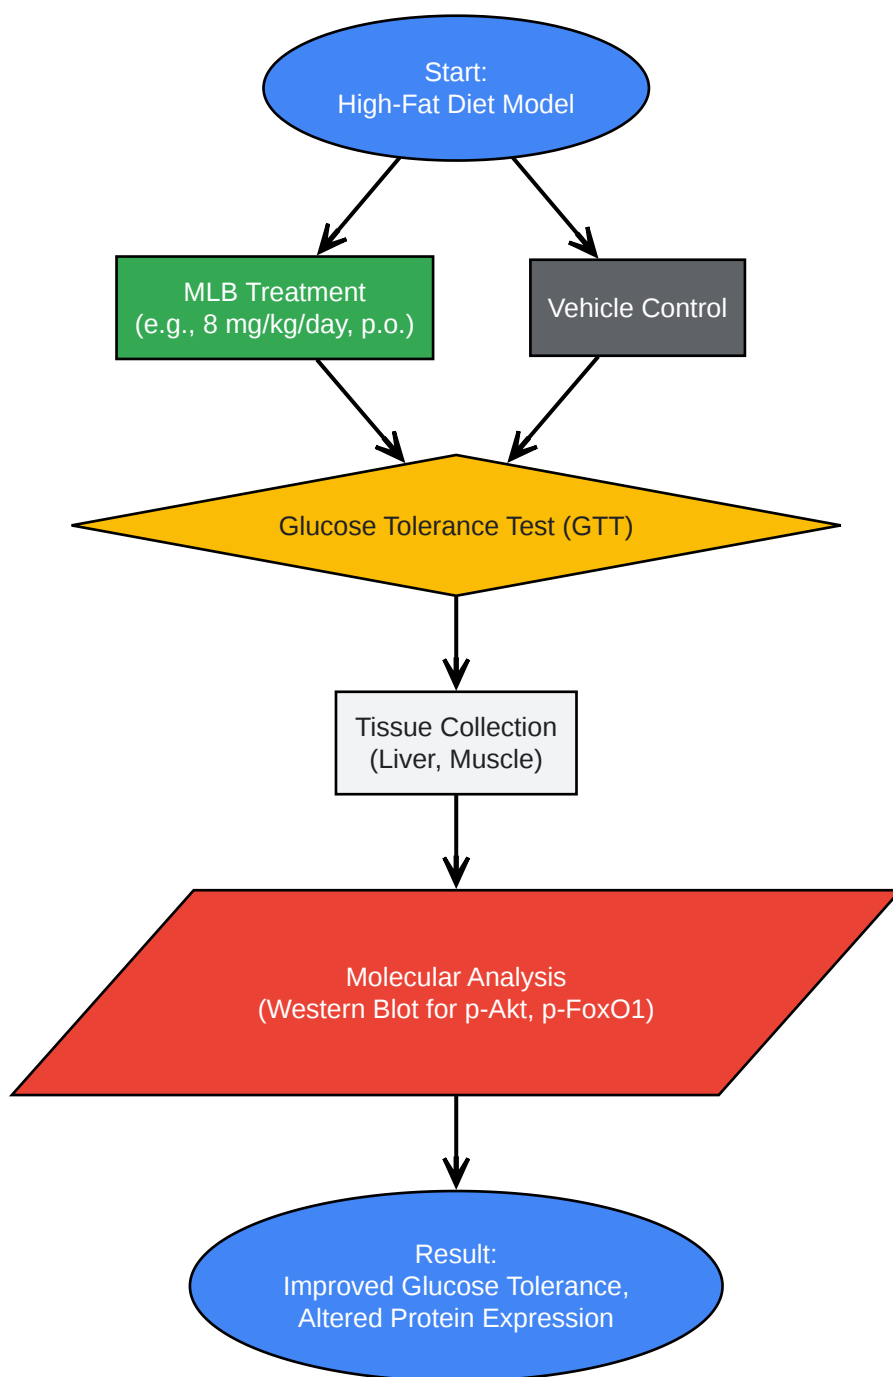 Start:
High-Fat Diet Model
MLB Treatment
(e.g., 8 mg/kg/day, p.o.)
Vehicle Control
Glucose Tolerance Test (GTT)
Tissue Collection
(Liver, Muscle)
Molecular Analysis
(Western Blot for p-Akt, p-FoxO1)
Result:
Improved Glucose Tolerance,
Altered Protein Expression